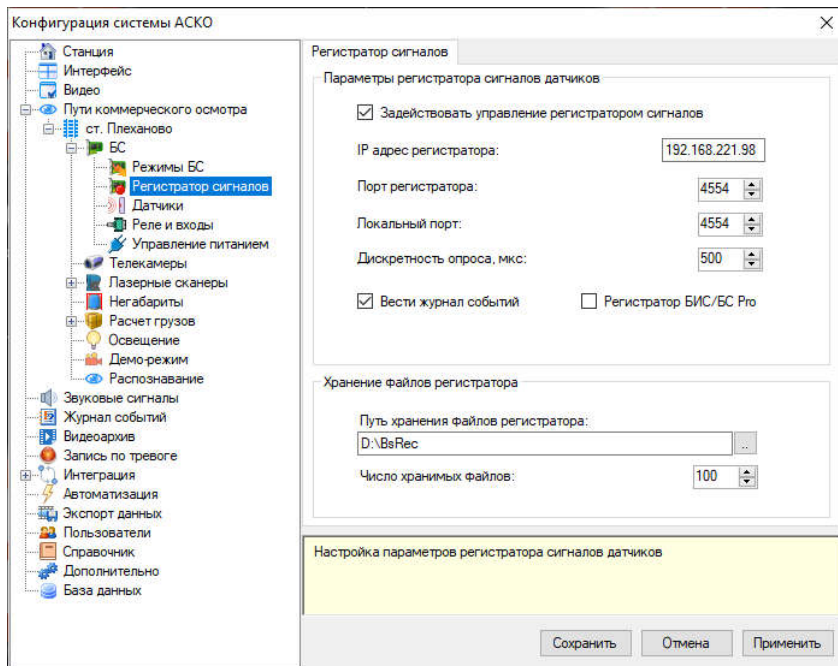 Конфигурация системы АСКО
Станция
Интерфейс
Видео
Пути коммерческого осмотра
ст. Плеханово
БС
Режимы БС
Регистратор сигналов
Датчики
Реле и входы
Управление питанием
Телекамеры
Лазерные сканеры
Негабариты
Расчет грузов
Освещение
Демо-режим
Распознавание
Звуковые сигналы
Журнал событий
Видеоархив
Запись по тревоге
Интеграция
Автоматизация
Экспорт данных
Пользователи
Справочник
Дополнительно
База данных
Регистратор сигналов
Параметры регистратора сигналов датчиков
Задействовать управление регистратором сигналов
IP адрес регистратора: 192.168.221.98
Порт регистратора: 4554
Локальный порт: 4554
Дискретность опроса, мкс: 500
Вести журнал событий Регистратор БИС/БС Pro
Хранение файлов регистратора
Путь хранения файлов регистратора:
D:\BsRec ..
Число хранимых файлов: 100
Настройка параметров регистратора сигналов датчиков
Сохранить Отмена Применить